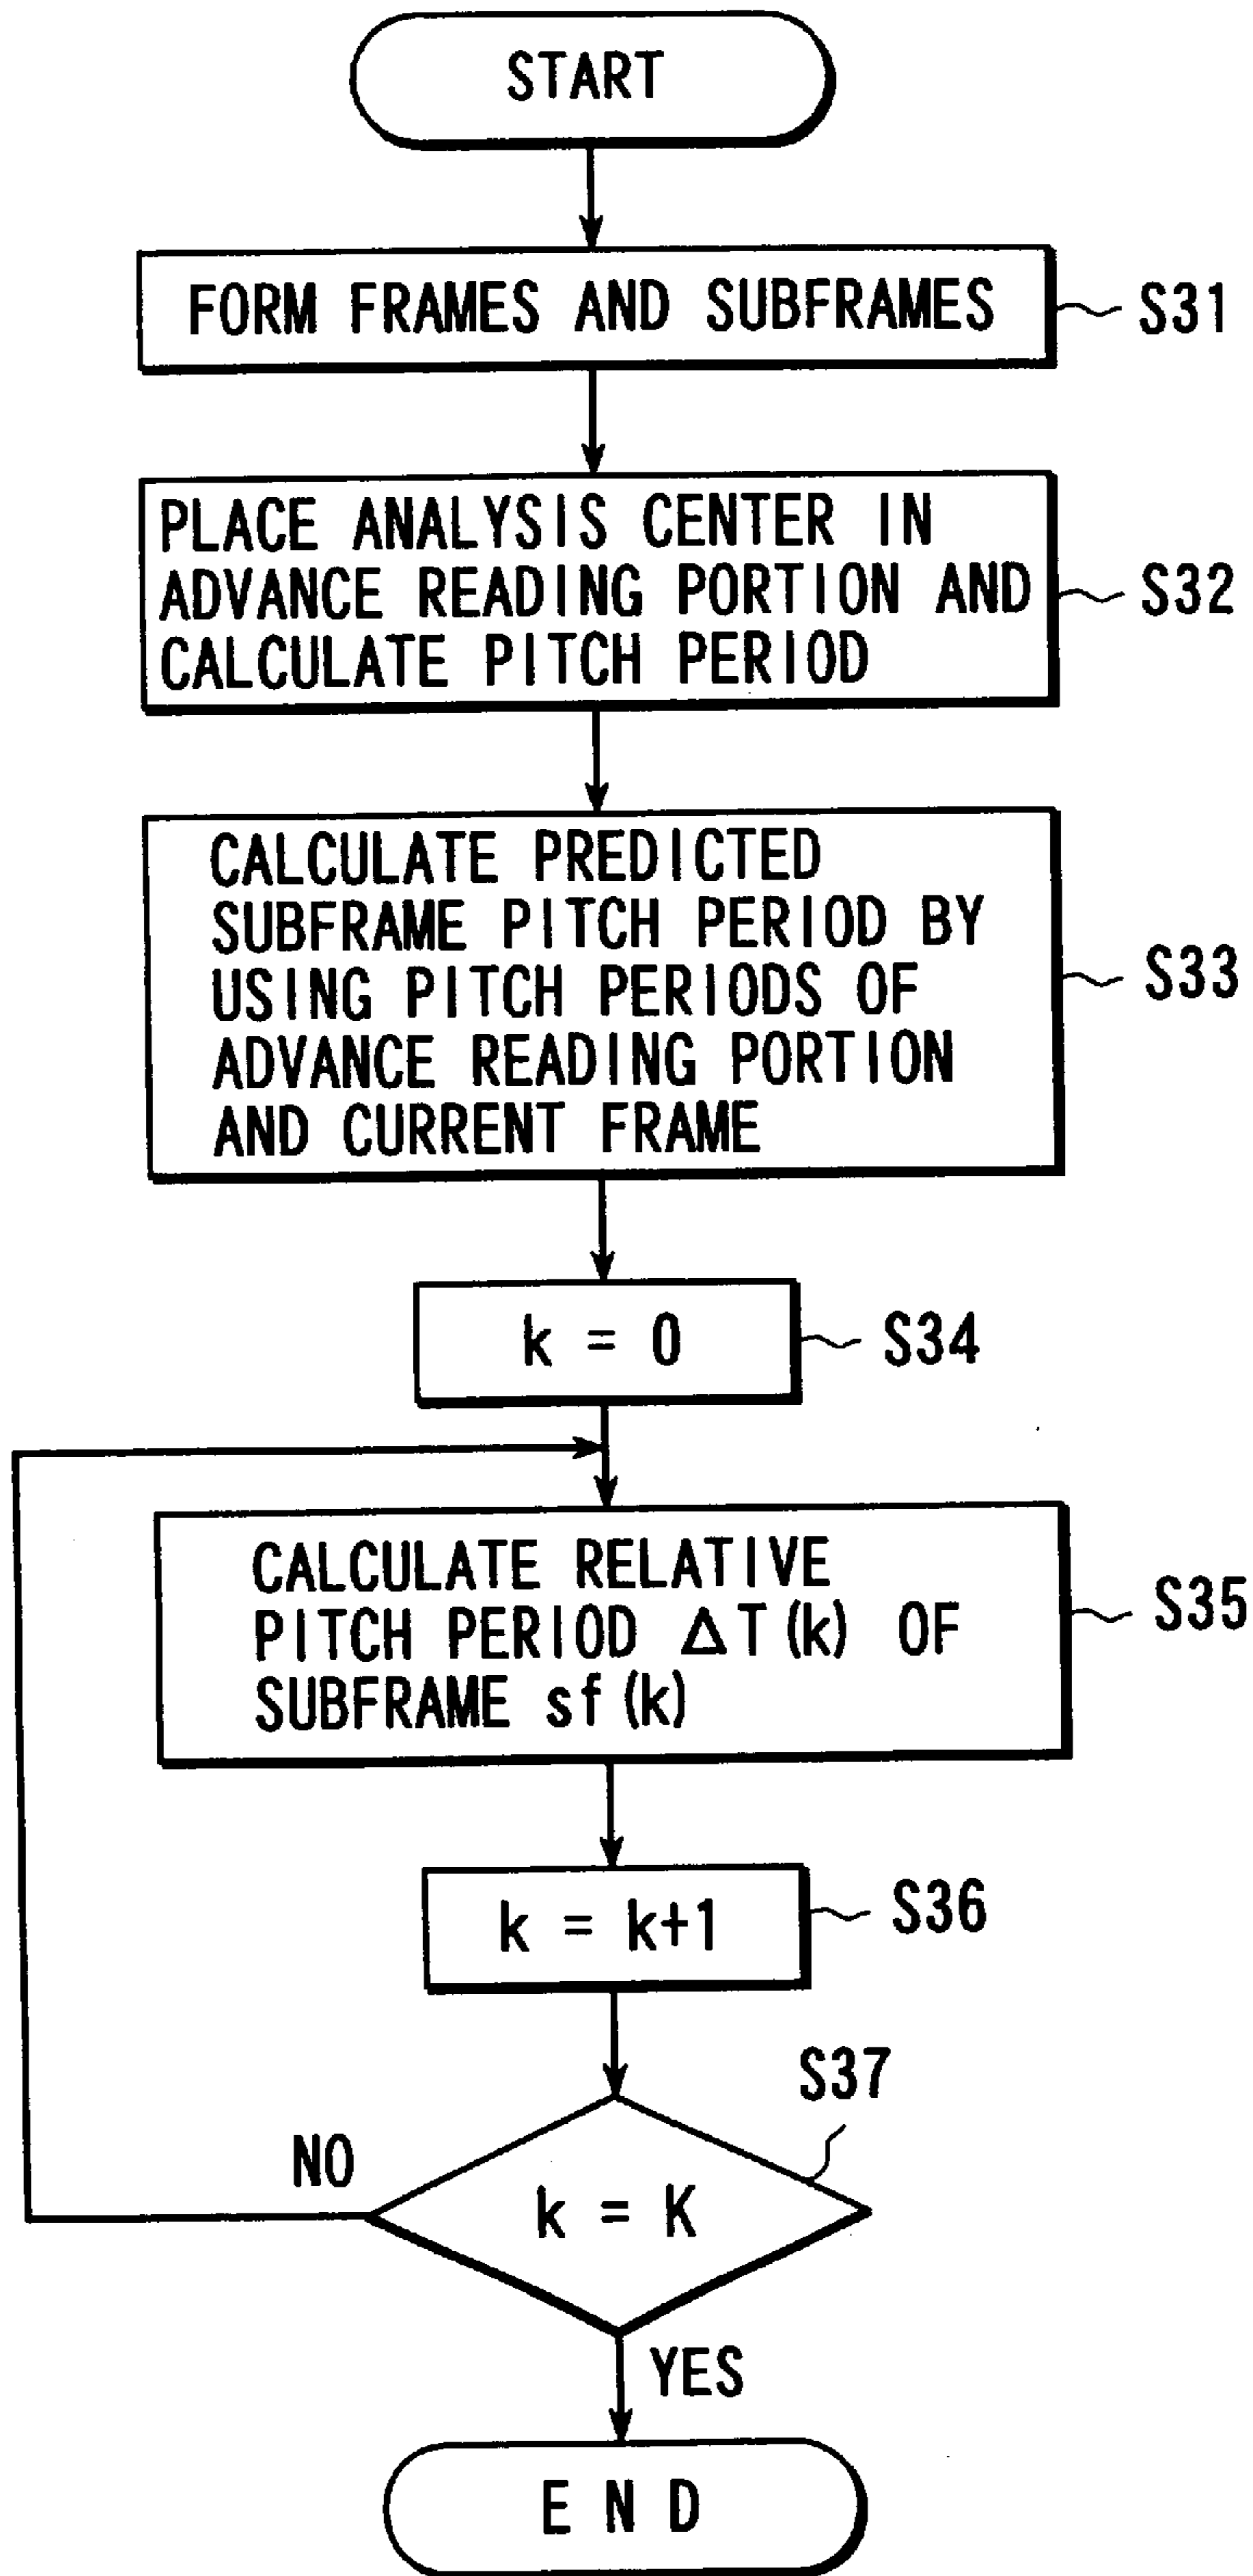 START
FORM FRAMES AND SUBFRAMES
S31
PLACE ANALYSIS CENTER IN
ADVANCE READING PORTION AND
CALCULATE PITCH PERIOD
S32
CALCULATE PREDICTED
SUBFRAME PITCH PERIOD BY
USING PITCH PERIODS OF
ADVANCE READING PORTION
AND CURRENT FRAME
S33
k = 0
S34
CALCULATE RELATIVE
PITCH PERIOD ΔT(k) OF
SUBFRAME sf(k)
S35
k = k+1
S36
S37
NO
k = K
YES
END